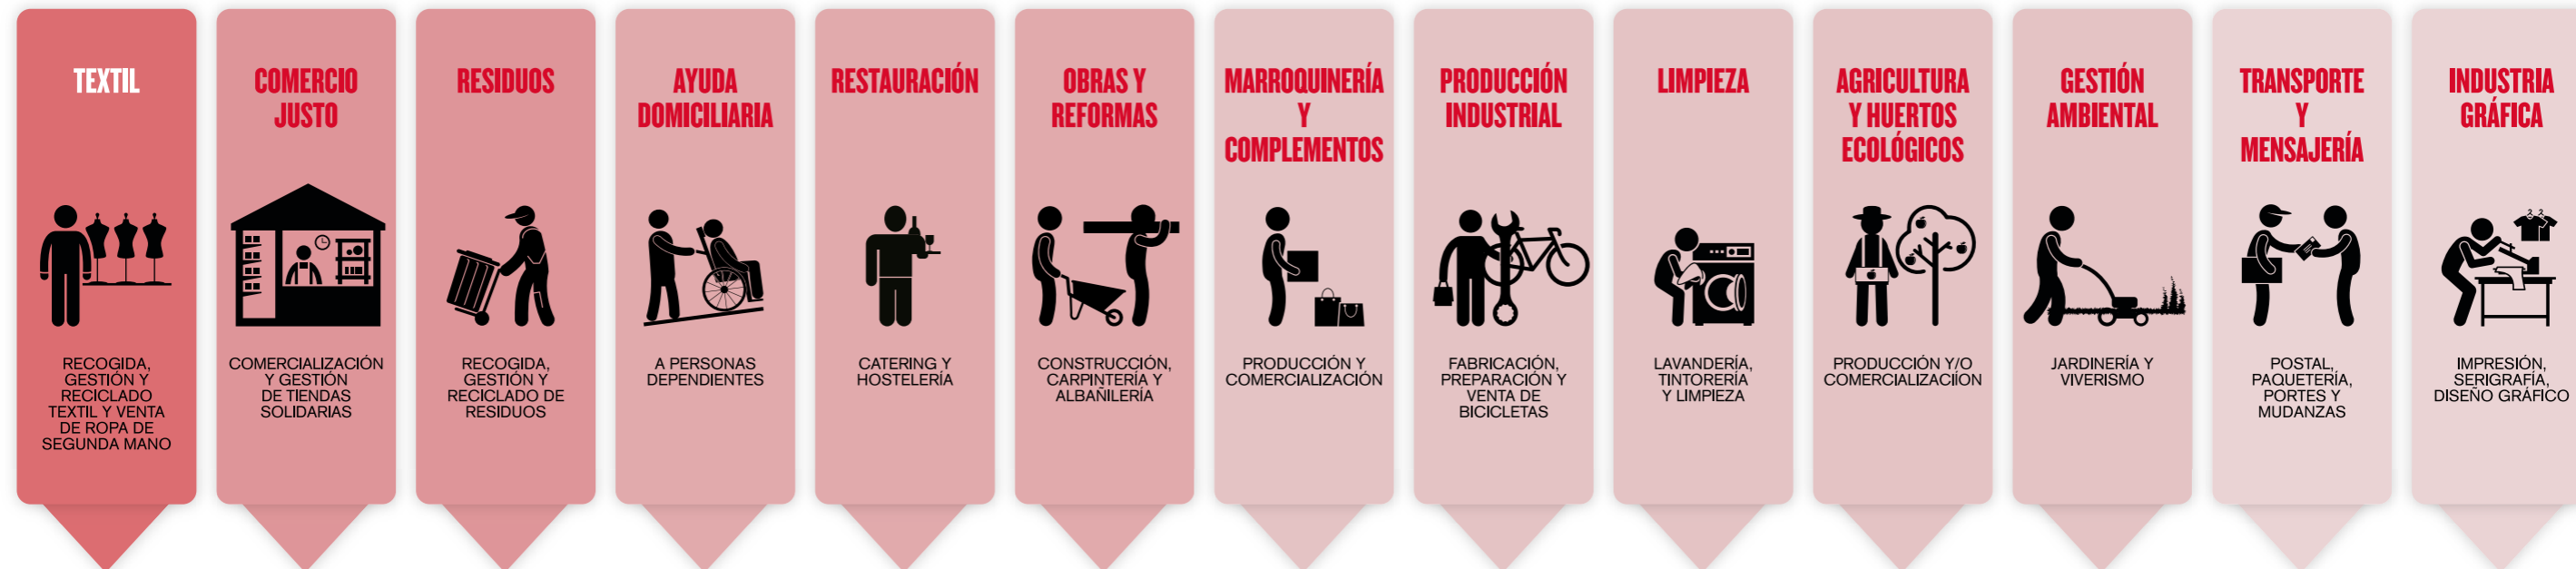 TEXTIL
RECOGIDA,
GESTIÓN Y
RECICLADO
TEXTIL Y VENTA
DE ROPA DE
SEGUNDA MANO
COMERCIO
JUSTO
COMERCIALIZACIÓN
Y GESTIÓN
DE TIENDAS
SOLIDARIAS
RESIDUOS
RECOGIDA,
GESTIÓN Y
RECICLADO DE
RESIDUOS
AYUDA
DOMICILIARIA
A PERSONAS
DEPENDIENTES
RESTAURACIÓN
CATERING Y
HOSTELERÍA
OBRAS Y
REFORMAS
CONSTRUCCIÓN,
CARPINTERÍA Y
ALBAÑILERÍA
MARROQUINERÍA
Y
COMPLEMENTOS
PRODUCCIÓN Y
COMERCIALIZACIÓN
PRODUCCIÓN
INDUSTRIAL
FABRICACIÓN,
PREPARACIÓN Y
VENTA DE
BICICLETAS
LIMPIEZA
LAVANDERÍA,
TINTORERÍA
Y LIMPIEZA
AGRICULTURA
Y HUERTOS
ECOLÓGICOS
PRODUCCIÓN Y/O
COMERCIALIZACIÍON
GESTIÓN
AMBIENTAL
JARDINERÍA Y
VIVERISMO
TRANSPORTE
Y
MENSAJERÍA
POSTAL,
PAQUETERÍA,
PORTES Y
MUDANZAS
INDUSTRIA
GRÁFICA
IMPRESIÓN,
SERIGRAFÍA,
DISEÑO GRÁFICO